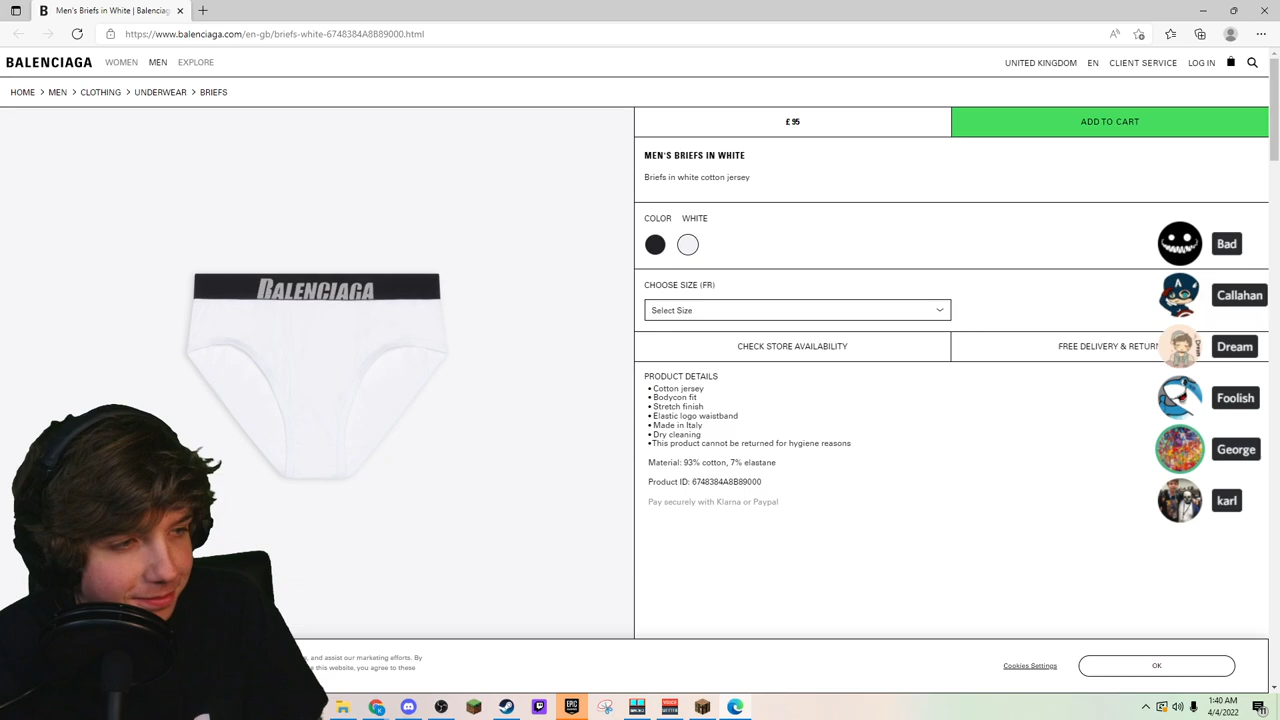 Men's Briefs in White | Balenciag
https://www.balenciaga.com/en-gb/briefs-white-6748384A8B89000.html
BALENCIAGA WOMEN MEN EXPLORE
UNITED KINGDOM EN CLIENT SERVICE LOG IN
HOME > MEN > CLOTHING > UNDERWEAR > BRIEFS
£ 95
ADD TO CART
MEN'S BRIEFS IN WHITE
Briefs in white cotton jersey
COLOR WHITE
Bad
CHOOSE SIZE (FR)
Callahan
Select Size
BALENCIAGA
CHECK STORE AVAILABILITY
FREE DELIVERY & RETURN
Dream
PRODUCT DETAILS
• Cotton jersey
• Bodycon fit
• Stretch finish
• Elastic logo waistband
• Made in Italy
• Dry cleaning
•This product cannot be returned for hygiene reasons
Foolish
George
Material: 93% cotton, 7% elastane
Product ID: 6748384A8B89000
Pay securely with Klarna or Paypal
karl
, and assist our marketing efforts. By
e this website, you agree to these
Cookies Settings
OK
EPIC
1:40 AM
4/4/2022